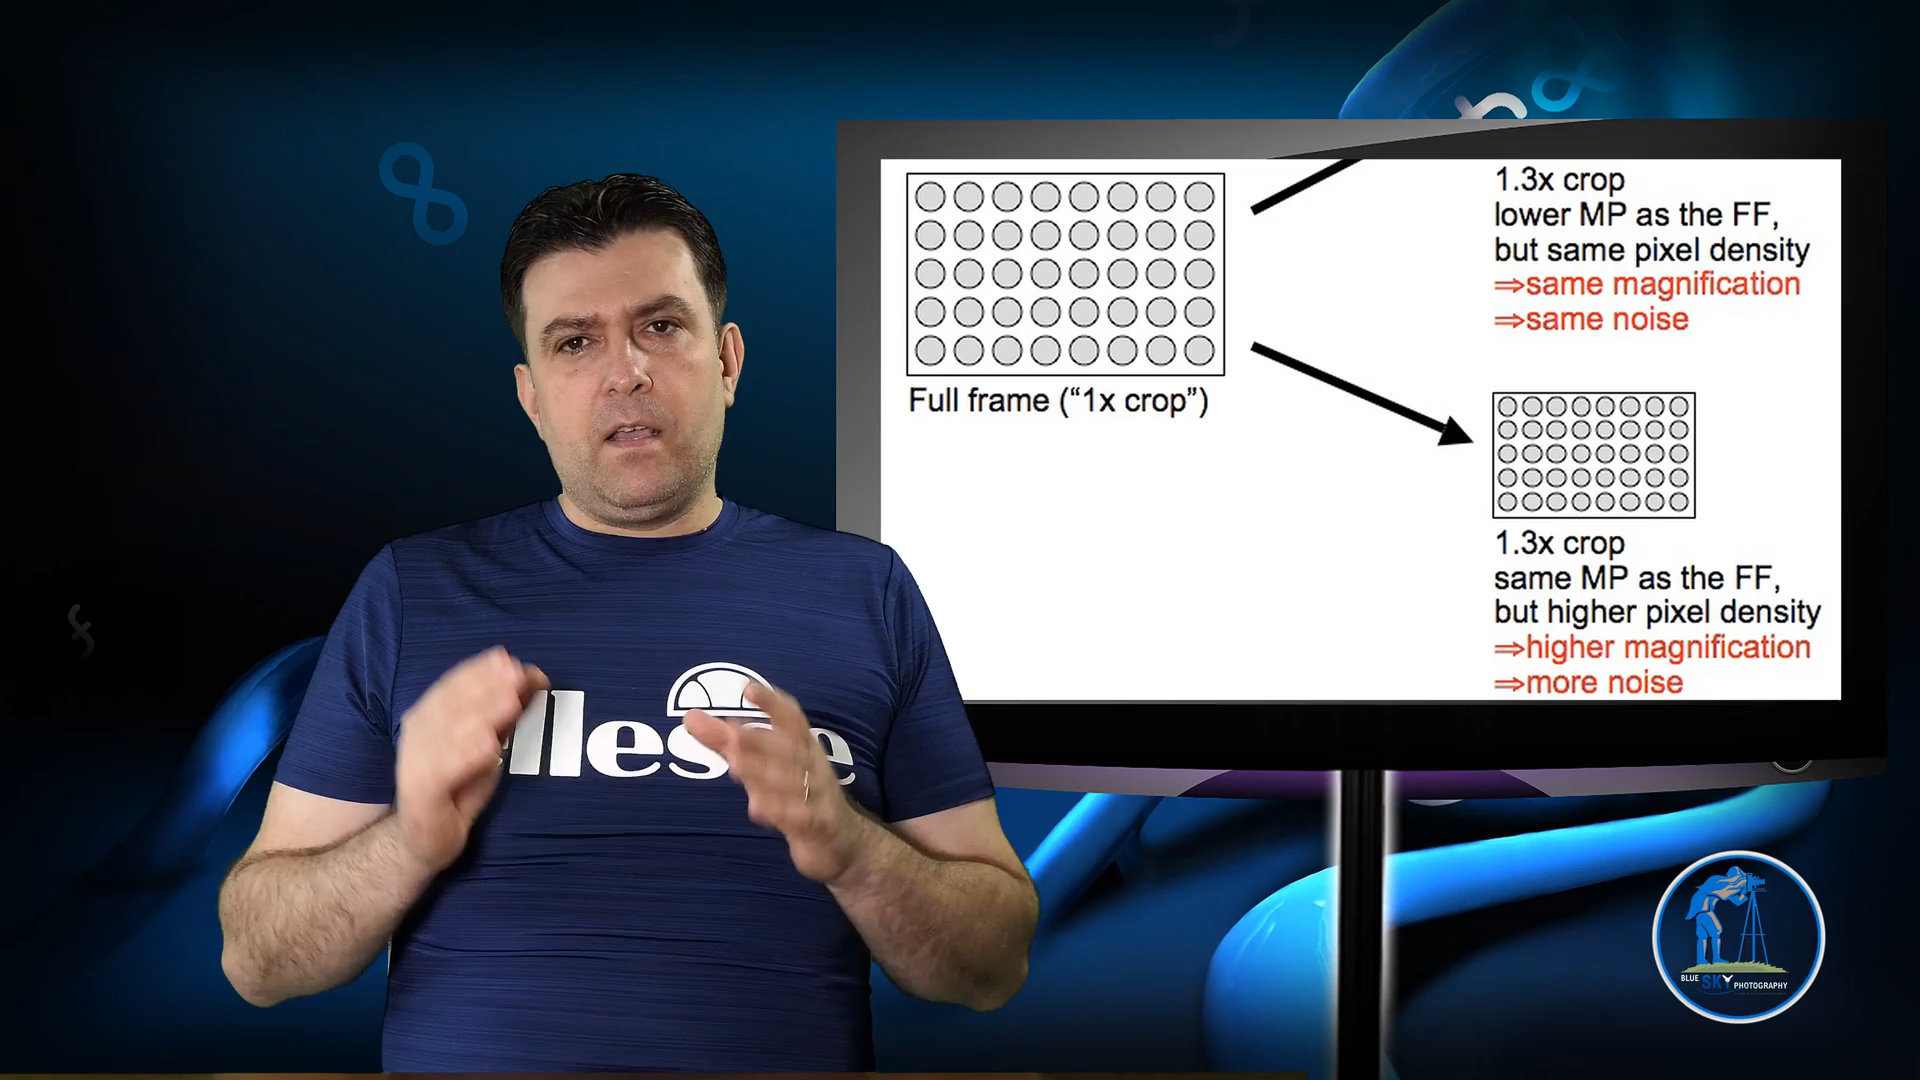 1.3x crop
lower MP as the FF,
but same pixel density
⇒same magnification
⇒same noise
Full frame (“1x crop”)
1.3x crop
same MP as the FF,
but higher pixel density
⇒higher magnification
⇒more noise
ellesse
BLUE SKY PHOTOGRAPHY